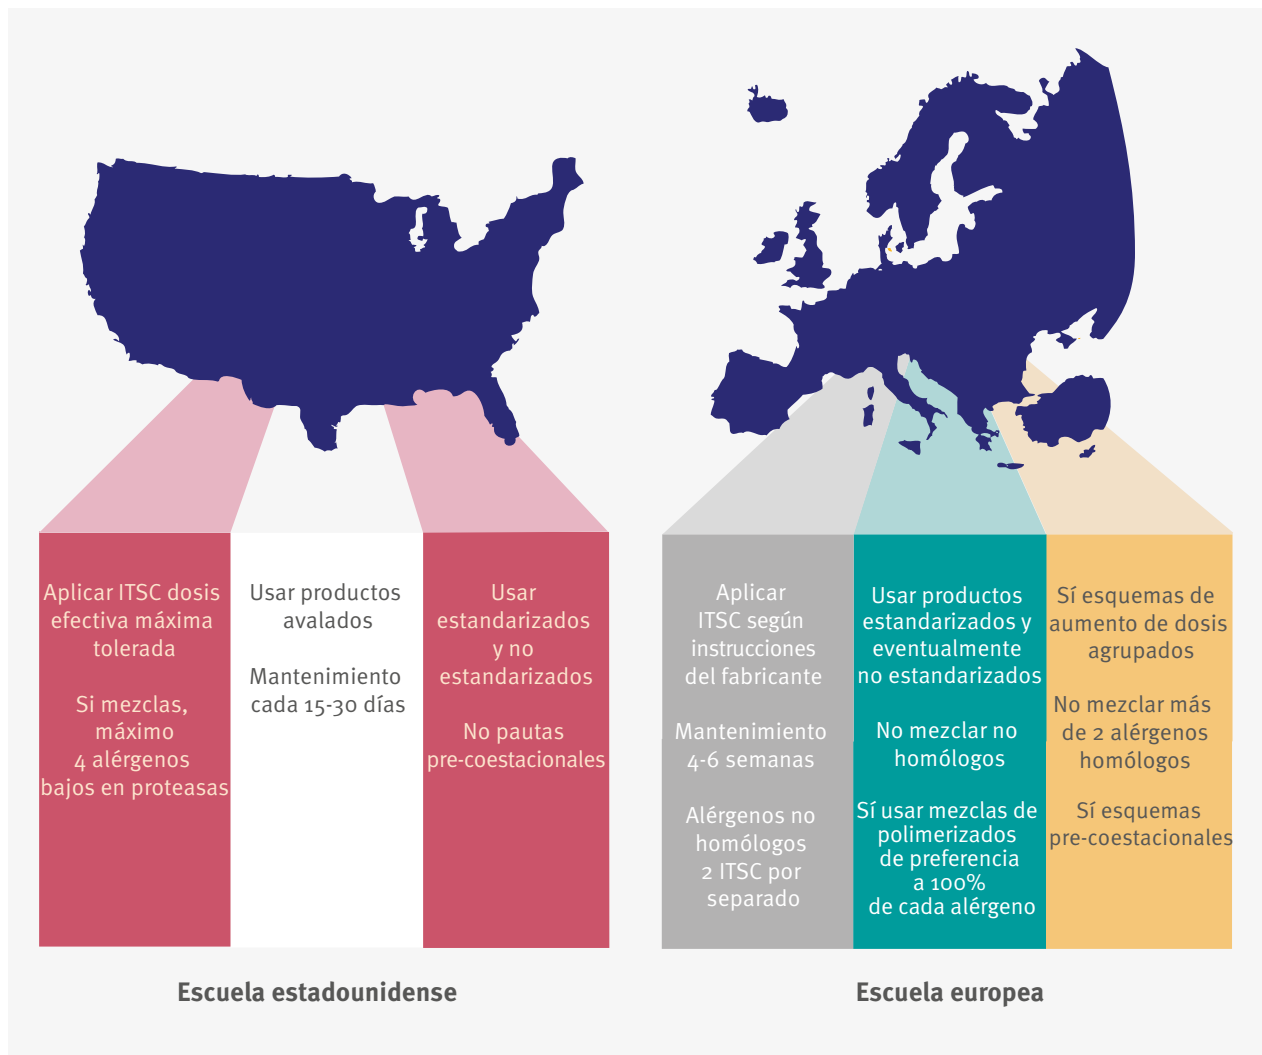 Aplicar ITSC dosis
efectiva máxima
tolerada
Si mezclas,
máximo
4 alérgenos
bajos en proteasas
Usar productos
avalados
Mantenimiento
cada 15-30 días
Usar
estandarizados
y no
estandarizados
No pautas
pre-coestacionales
Escuela estadounidense
Aplicar
ITSC según
instrucciones
del fabricante
Mantenimiento
4-6 semanas
Alérgenos no
homólogos
2 ITSC por
separado
Usar productos
estandarizados y
eventualmente
no estandarizados
No mezclar no
homólogos
Sí usar mezclas de
polimerizados
de preferencia
a 100%
de cada alérgeno
Sí esquemas de
aumento de dosis
agrupados
No mezclar más
de 2 alérgenos
homólogos
Sí esquemas
pre-coestacionales
Escuela europea